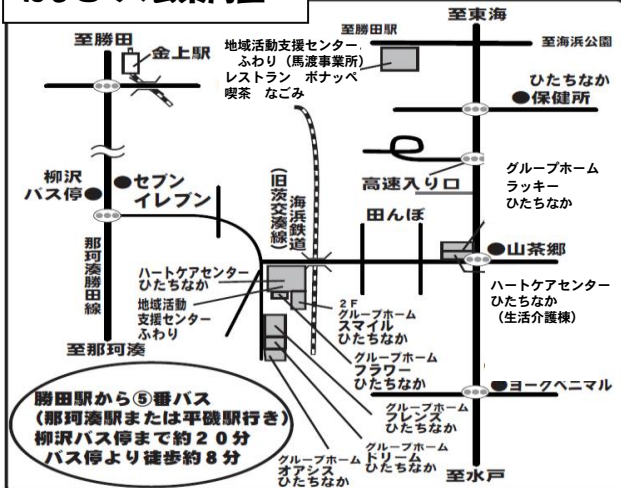 至勝田
金上駅
地域活動支援センター
ふわり（馬渡事業所）
レストラン ボナッペ
喫茶 なごみ
至勝田駅
至東海
至海浜公園
ひたちなか
●保健所
柳沢
バス停●
●セブン
イレブン
高速入り口
グループホーム
ラッキー
ひたちなか
海浜鉄道
(旧茨交湊線)
田んぼ
●山茶郷
那珂湊勝田線
ハートケアセンター
ひたちなか
地域活動
支援センター
ふわり
ハートケアセンター
ひたちなか
（生活介護棟）
2F
グループホーム
スマイル
ひたちなか
至那珂湊
グループホーム
フラワー
ひたちなか
●ヨークベニマル
グループホーム
フレンズ
ひたちなか
グループホーム
ドリーム
ひたちなか
グループホーム
オアシス
ひたちなか
至水戸
勝田駅から⑤番バス
(那珂湊駅または平磯駅行き)
柳沢バス停まで約２０分
バス停より徒歩約８分